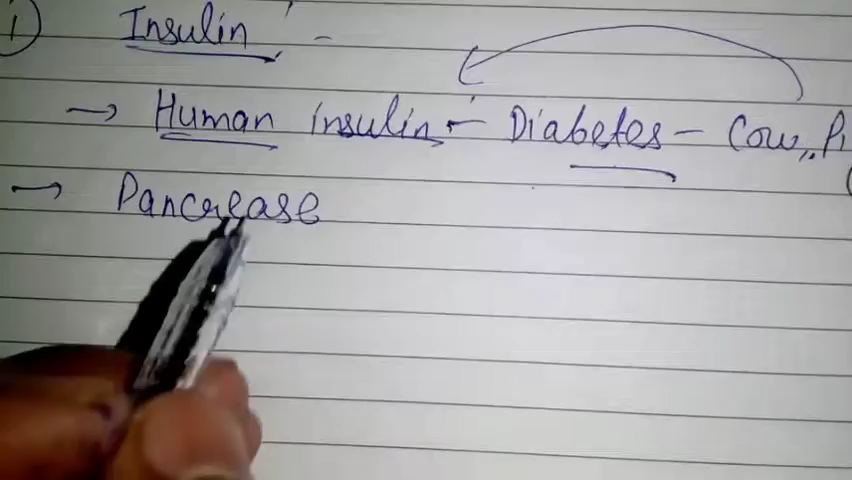 ① Insulin -
→ Human insulin - Diabetes - Cow,
→ Pancrease